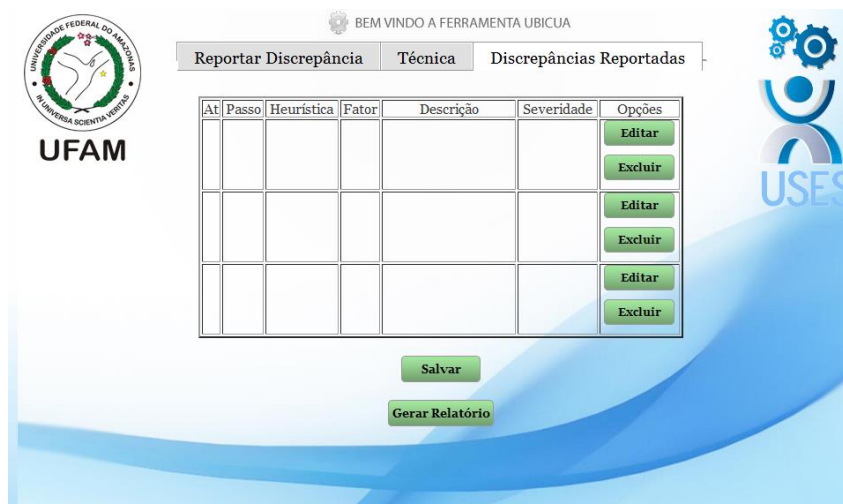 BEM VINDO A FERRAMENTA UBICUA
UNIVERSIDADE FEDERAL DO AMAZONAS
IN UNIVERSA SCIENTIA VERITAS
UFAM
Reportar Discrepância Técnica Discrepâncias Reportadas
USES
At Passo Heurística Fator Descrição Severidade Opções
Editar
Excluir
Editar
Excluir
Editar
Excluir
Salvar
Gerar Relatório